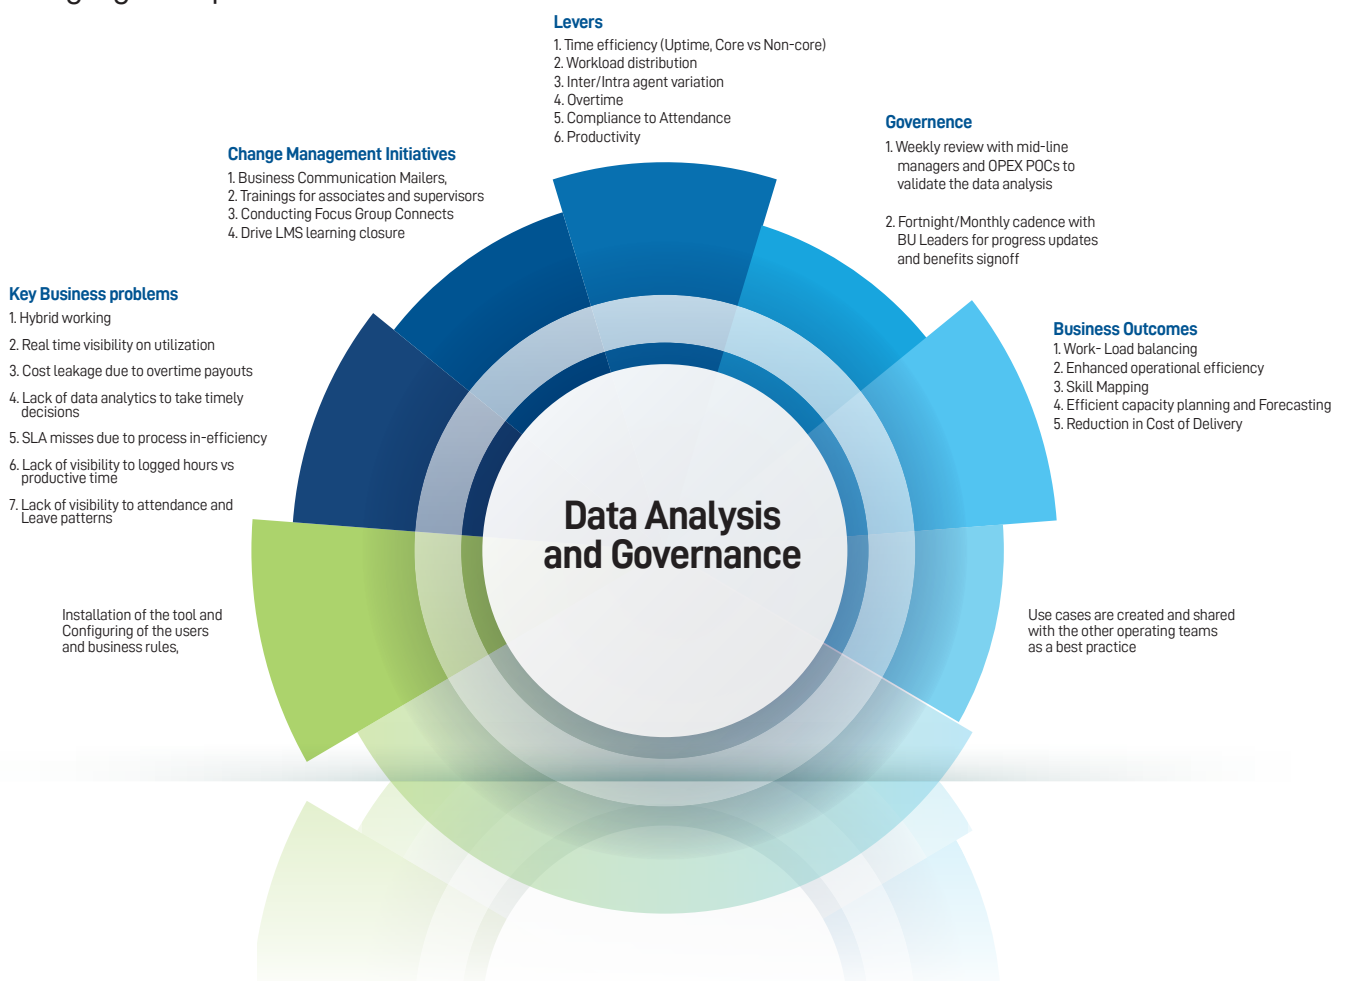 Levers
1. Time efficiency (Uptime, Core vs Non-core)
2. Workload distribution
3. Inter/Intra agent variation
4. Overtime
5. Compliance to Attendance
6. Productivity
Governence
1. Weekly review with mid-line
managers and OPEX POCs to
validate the data analysis
2. Fortnight/Monthly cadence with
BU Leaders for progress updates
and benefits signoff
Change Management Initiatives
1. Business Communication Mailers,
2. Trainings for associates and supervisors
3. Conducting Focus Group Connects
4. Drive LMS learning closure
Key Business problems
1. Hybrid working
2. Real time visibility on utilization
3. Cost leakage due to overtime payouts
4. Lack of data analytics to take timely
decisions
5. SLA misses due to process in-efficiency
6. Lack of visibility to logged hours vs
productive time
7. Lack of visibility to attendance and
Leave patterns
Business Outcomes
1. Work- Load balancing
2. Enhanced operational efficiency
3. Skill Mapping
4. Efficient capacity planning and Forecasting
5. Reduction in Cost of Delivery
Data Analysis
and Governance
Installation of the tool and
Configuring of the users
and business rules,
Use cases are created and shared
with the other operating teams
as a best practice